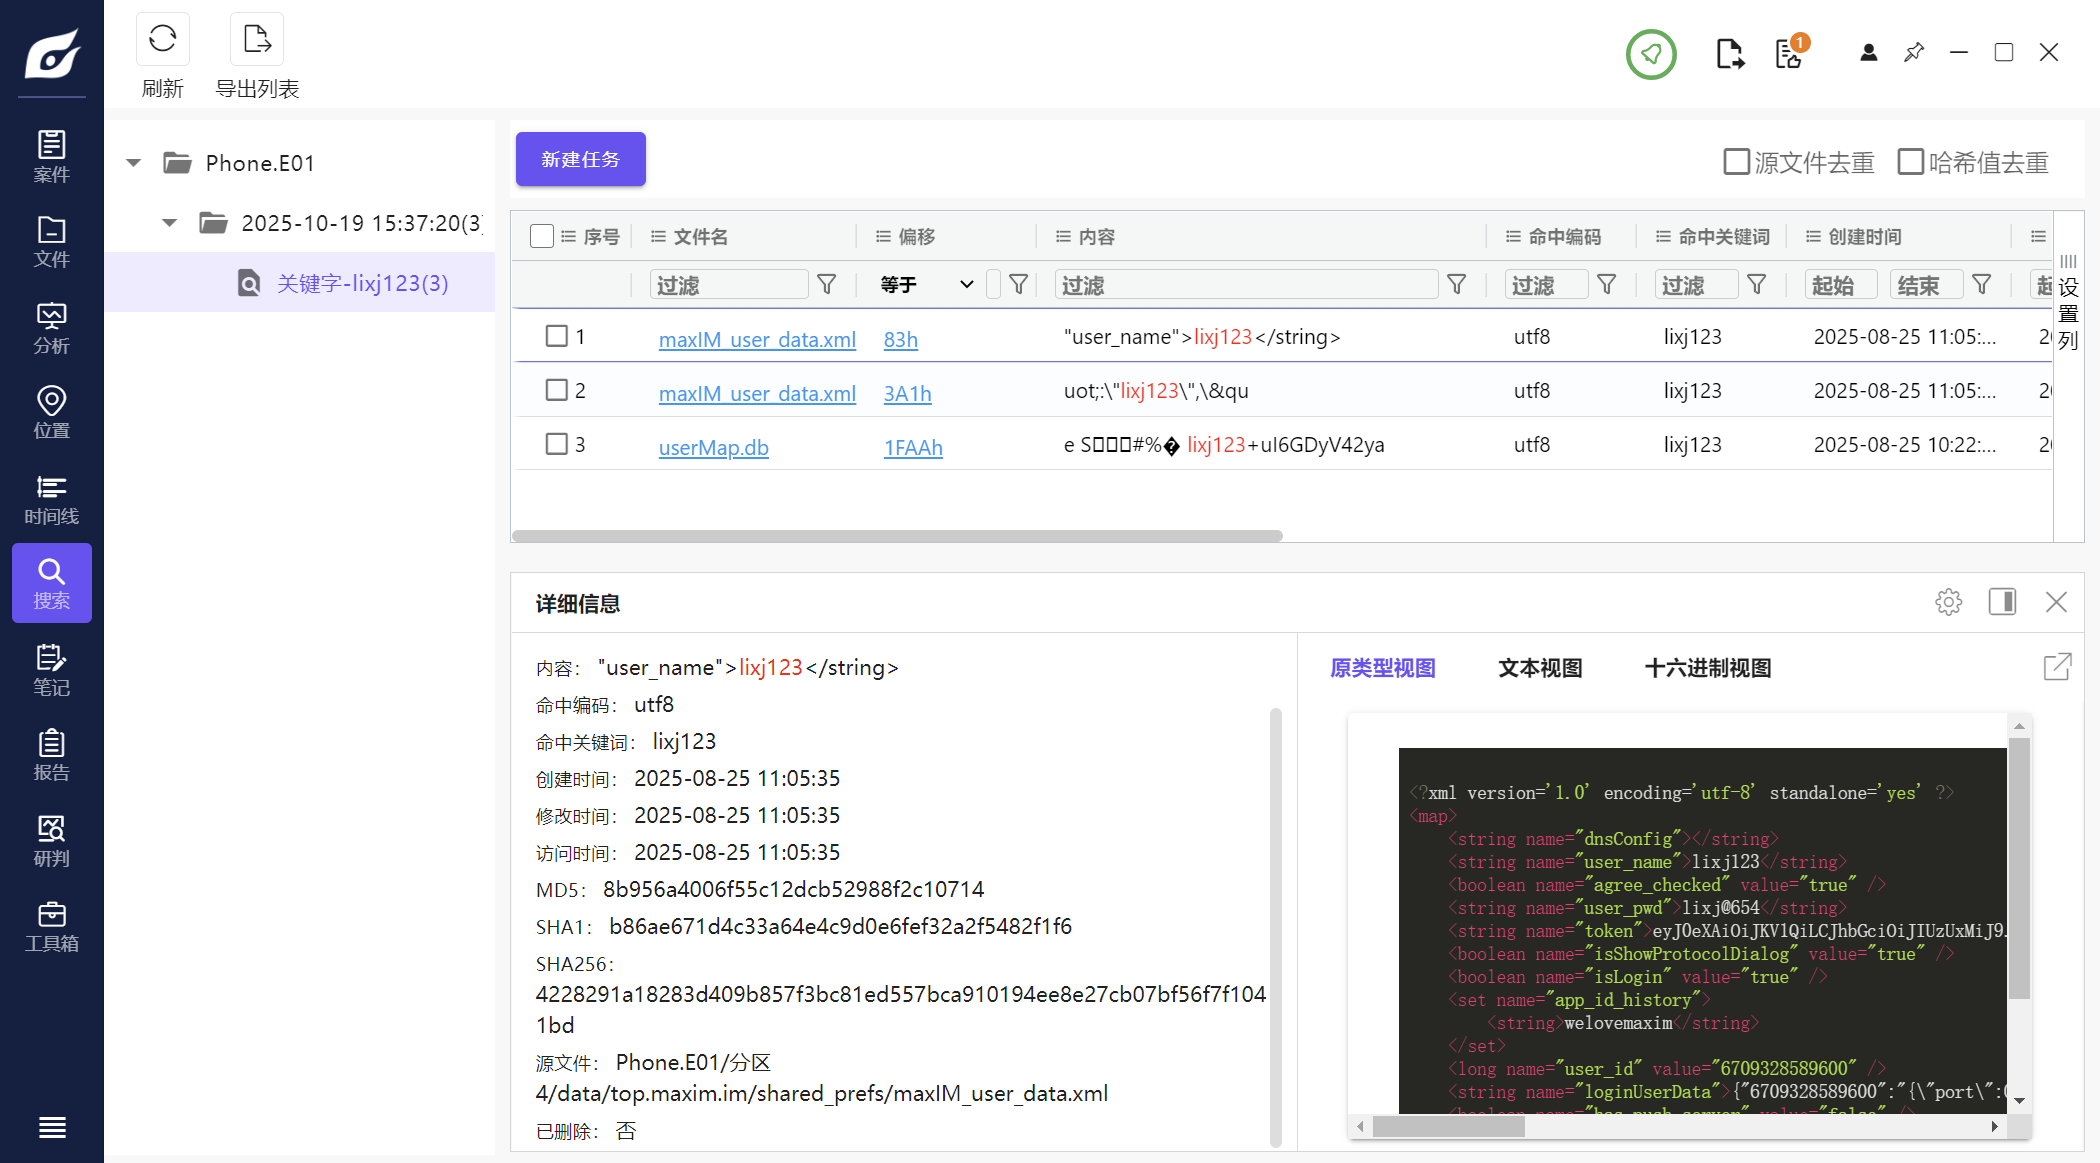 刷新
导出列表
1
案件
文件
分析
位置
时间线
搜索
笔记
报告
研判
工具箱
Phone.E01
2025-10-19 15:37:20(3)
关键字-lixj123(3)
新建任务
源文件去重
哈希值去重
序号 文件名 偏移 内容 命中编码 命中关键词 创建时间
过滤 等于 过滤 过滤 过滤 起始 结束 起
设置列
1 maxIM_user_data.xml 83h "user_name">lixj123</string> utf8 lixj123 2025-08-25 11:05:... 20
2 maxIM_user_data.xml 3A1h uot;:\"lixj123\",\&qu utf8 lixj123 2025-08-25 11:05:... 20
3 userMap.db 1FAAh e S▯▯▯#%� lixj123+uI6GDyV42ya utf8 lixj123 2025-08-25 10:22:... 20
详细信息
内容: "user_name">lixj123</string>
命中编码: utf8
命中关键词: lixj123
创建时间: 2025-08-25 11:05:35
修改时间: 2025-08-25 11:05:35
访问时间: 2025-08-25 11:05:35
MD5: 8b956a4006f55c12dcb52988f2c10714
SHA1: b86ae671d4c33a64e4c9d0e6fef32a2f5482f1f6
SHA256:
4228291a18283d409b857f3bc81ed557bca910194ee8e27cb07bf56f7f104
1bd
源文件: Phone.E01/分区
4/data/top.maxim.im/shared_prefs/maxIM_user_data.xml
已删除: 否
原类型视图 文本视图 十六进制视图
<?xml version='1.0' encoding='utf-8' standalone='yes' ?>
<map>
<string name="dnsConfig"></string>
<string name="user_name">lixj123</string>
<boolean name="agree_checked" value="true" />
<string name="user_pwd">lixj@654</string>
<string name="token">eyJ0eXAiOiJKV1QiLCJhbGciOiJIUzUxMiJ9.
<boolean name="isShowProtocolDialog" value="true" />
<boolean name="isLogin" value="true" />
<set name="app_id_history">
<string>welovemaxim</string>
</set>
<long name="user_id" value="6709328589600" />
<string name="loginUserData">{"6709328589600":"{\"port\":0
<boolean name="has_push_server" value="false" />